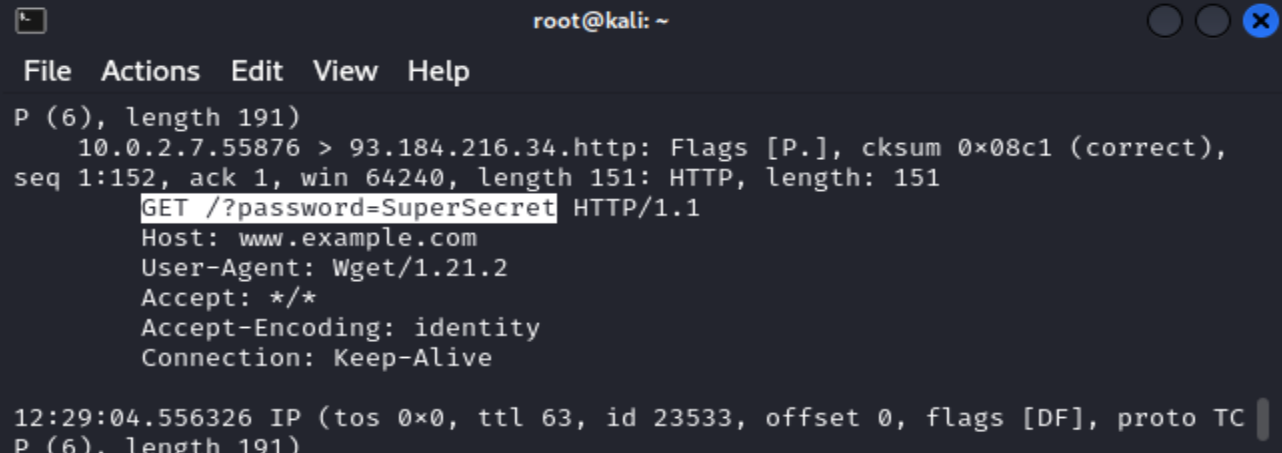 root@kali: ~
File Actions Edit View Help
P (6), length 191)
10.0.2.7.55876 > 93.184.216.34.http: Flags [P.], cksum 0×08c1 (correct),
seq 1:152, ack 1, win 64240, length 151: HTTP, length: 151
GET /?password=SuperSecret HTTP/1.1
Host: www.example.com
User-Agent: Wget/1.21.2
Accept: */*
Accept-Encoding: identity
Connection: Keep-Alive
12:29:04.556326 IP (tos 0×0, ttl 63, id 23533, offset 0, flags [DF], proto TC
P (6), length 191)